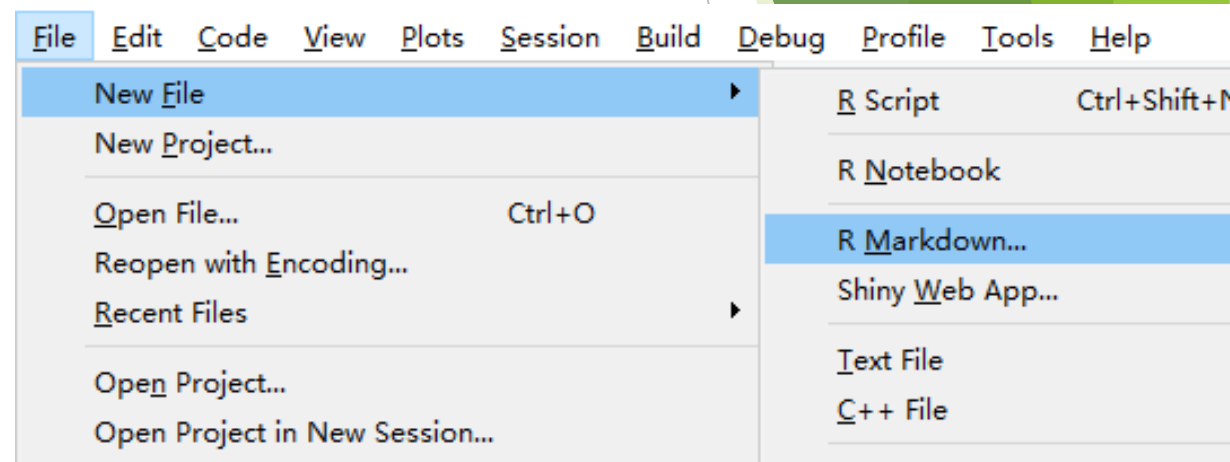 File Edit Code View Plots Session Build Debug Profile Tools Help
New File
New Project...
Open File... Ctrl+O
Reopen with Encoding...
Recent Files
Open Project...
Open Project in New Session...
R Script Ctrl+Shift+N
R Notebook
R Markdown...
Shiny Web App...
Text File
C++ File